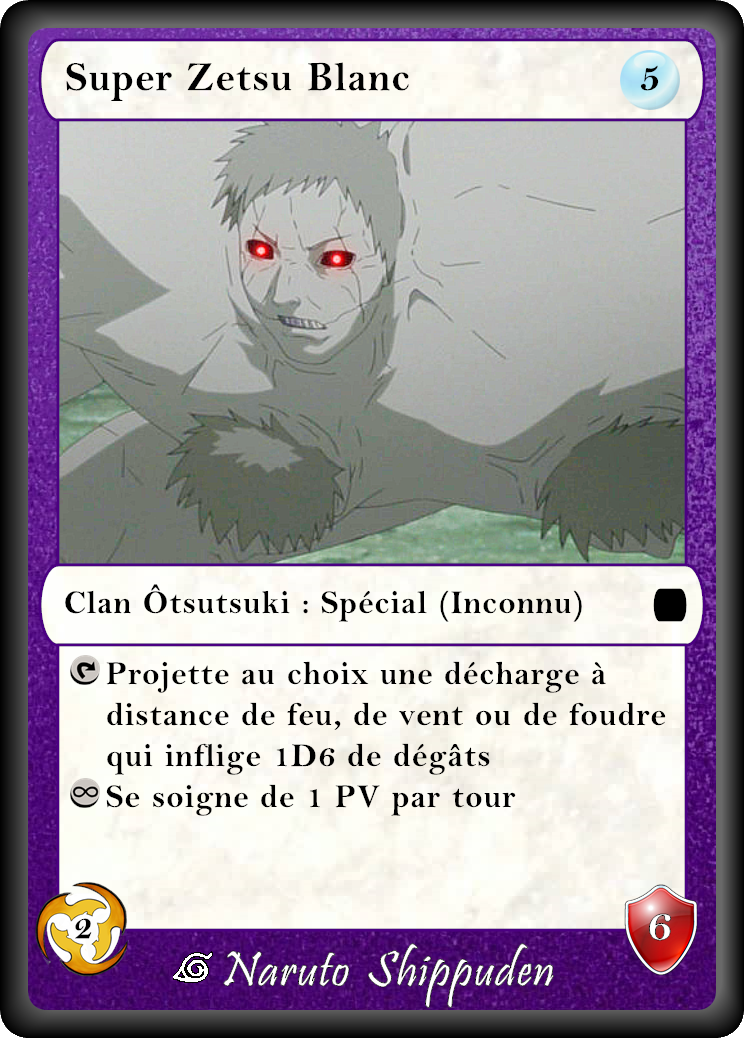 Super Zetsu Blanc
5
Clan Ôtsutsuki : Spécial (Inconnu)
Projette au choix une décharge à
distance de feu, de vent ou de foudre
qui inflige 1D6 de dégâts
∞ Se soigne de 1 PV par tour
2
6
Naruto Shippuden